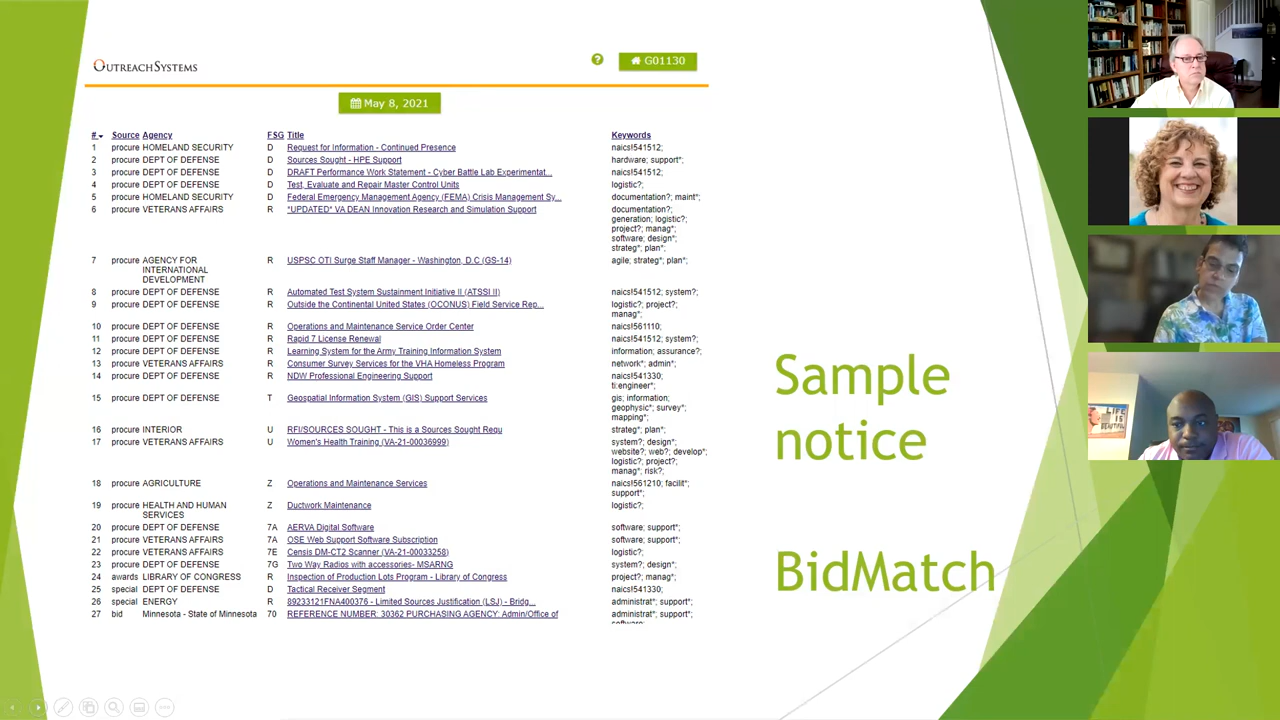 OUTREACHSYSTEMS
? G01130
May 8, 2021
# Source Agency FSG Title Keywords
1 procure HOMELAND SECURITY D Request for Information - Continued Presence naics!541512;
2 procure DEPT OF DEFENSE D Sources Sought - HPE Support hardware; support*;
3 procure DEPT OF DEFENSE D DRAFT Performance Work Statement - Cyber Battle Lab Experimentat... naics!541512;
4 procure DEPT OF DEFENSE D Test, Evaluate and Repair Master Control Units logistic?;
5 procure HOMELAND SECURITY D Federal Emergency Management Agency (FEMA) Crisis Management Sy... documentation?; maint*;
6 procure VETERANS AFFAIRS R *UPDATED* VA DEAN Innovation Research and Simulation Support documentation?;
generation; logistic?;
project?; manag*;
software; design*;
strateg*; plan*;
7 procure AGENCY FOR R USPSC OTI Surge Staff Manager - Washington, D.C (GS-14) agile; strateg*; plan*;
INTERNATIONAL
DEVELOPMENT
8 procure DEPT OF DEFENSE R Automated Test System Sustainment Initiative II (ATSSI II) naics!541512; system?;
9 procure DEPT OF DEFENSE R Outside the Continental United States (OCONUS) Field Service Rep... logistic?; project?;
manag*;
10 procure DEPT OF DEFENSE R Operations and Maintenance Service Order Center naics!561110;
11 procure DEPT OF DEFENSE R Rapid 7 License Renewal naics!541512; system?;
12 procure DEPT OF DEFENSE R Learning System for the Army Training Information System information; assurance?;
13 procure VETERANS AFFAIRS R Consumer Survey Services for the VHA Homeless Program network*; admin*;
14 procure DEPT OF DEFENSE R NDW Professional Engineering Support naics!541330;
ti:engineer*;
15 procure DEPT OF DEFENSE T Geospatial Information System (GIS) Support Services gis; information;
geophysic*; survey*;
mapping*;
16 procure INTERIOR U RFI/SOURCES SOUGHT - This is a Sources Sought Requ strateg*; plan*;
17 procure VETERANS AFFAIRS U Women's Health Training (VA-21-00036999) system?; design*;
website?; web?; develop*;
logistic?; project?;
manag*; risk?;
18 procure AGRICULTURE Z Operations and Maintenance Services naics!561210; facilit*;
support*;
19 procure HEALTH AND HUMAN Z Ductwork Maintenance logistic?;
SERVICES
20 procure DEPT OF DEFENSE 7A AERVA Digital Software software; support*;
21 procure VETERANS AFFAIRS 7A OSE Web Support Software Subscription software; support*;
22 procure VETERANS AFFAIRS 7E Censis DM-CT2 Scanner (VA-21-00033258) logistic?;
23 procure DEPT OF DEFENSE 7G Two Way Radios with accessories- MSARNG system?; design*;
24 awards LIBRARY OF CONGRESS R Inspection of Production Lots Program - Library of Congress project?; manag*;
25 special DEPT OF DEFENSE D Tactical Receiver Segment naics!541330;
26 special ENERGY R 89233121FNA400376 - Limited Sources Justification (LSJ) - Bridg... administrat*; support*;
27 bid Minnesota - State of Minnesota 70 REFERENCE NUMBER: 30362 PURCHASING AGENCY: Admin/Office of administrat*; support*;
Sample
notice
BidMatch
LIFE
IS
BEAUTIFUL